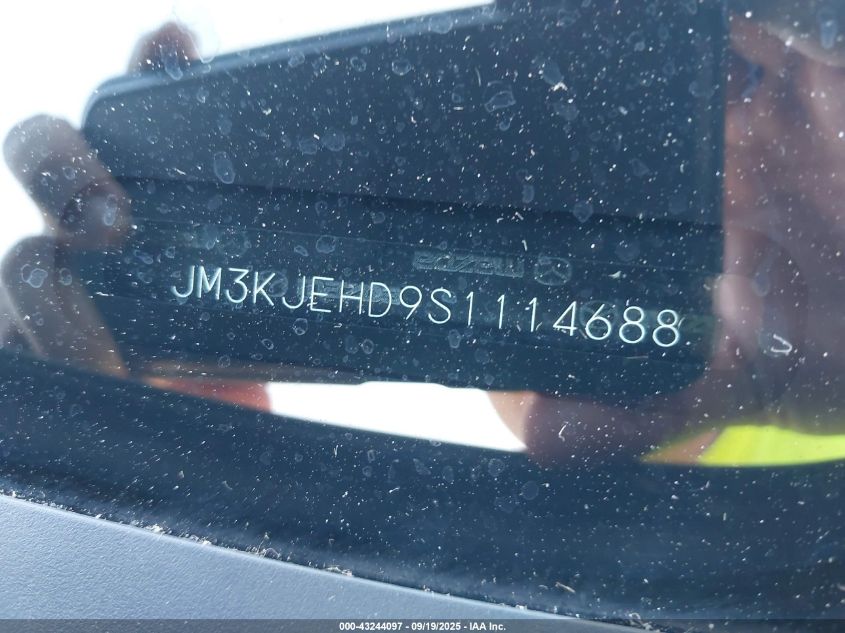 JM3KJEHD9S1114688
000-43244097 - 09/19/2025 - IAA Inc.